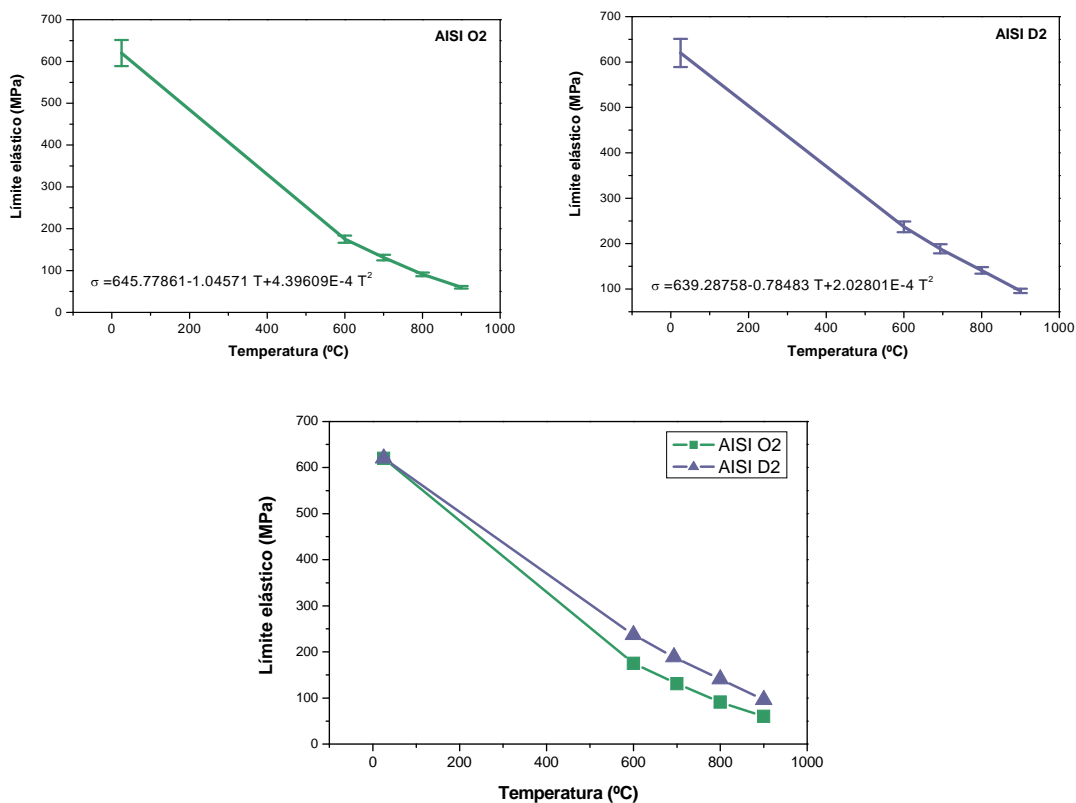 AISI O2
700
600
500
400
300
200
100
0
Límite elástico (MPa)
σ =645.77861-1.04571 T+4.39609E-4 T²
0 200 400 600 800 1000
Temperatura (ºC)
AISI D2
700
600
500
400
300
200
100
Límite elástico (MPa)
σ =639.28758-0.78483 T+2.02801E-4 T²
0 200 400 600 800 1000
Temperatura (ºC)
AISI O2
AISI D2
700
600
500
400
300
200
100
0
Límite elástico (MPa)
0 200 400 600 800 1000
Temperatura (ºC)